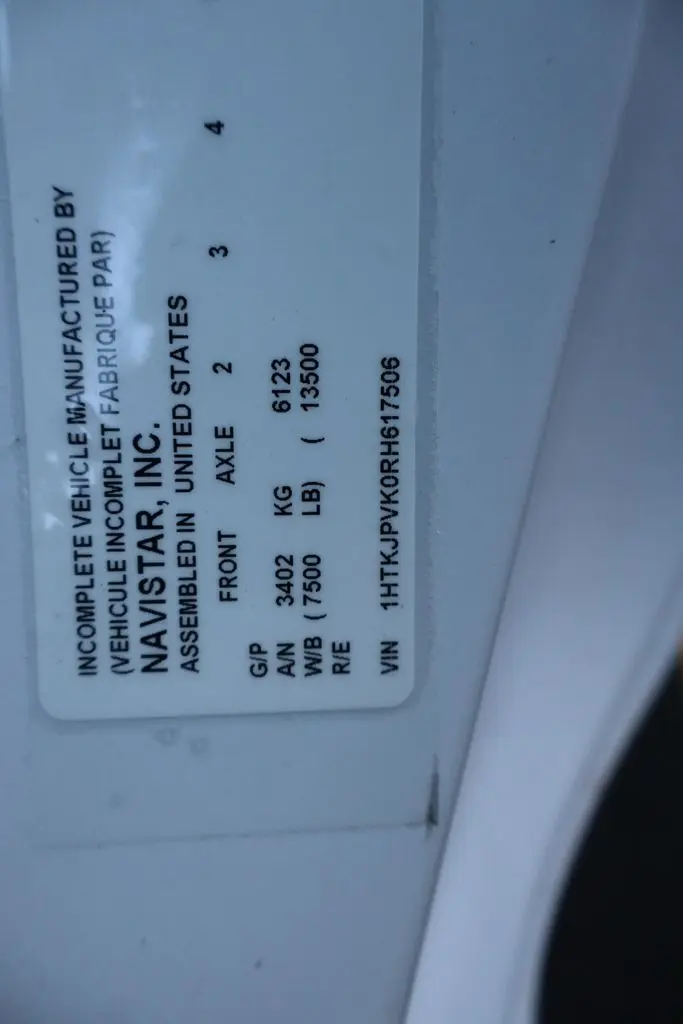 INCOMPLETE VEHICLE MANUFACTURED BY
(VEHICULE INCOMPLET FABRIQUE PAR)
NAVISTAR, INC.
ASSEMBLED IN UNITED STATES
FRONT AXLE 2 3 4
G/P
A/N 3402 KG 6123
W/B ( 7500 LB) ( 13500
R/E
VIN 1HTKJPVK0RH617506